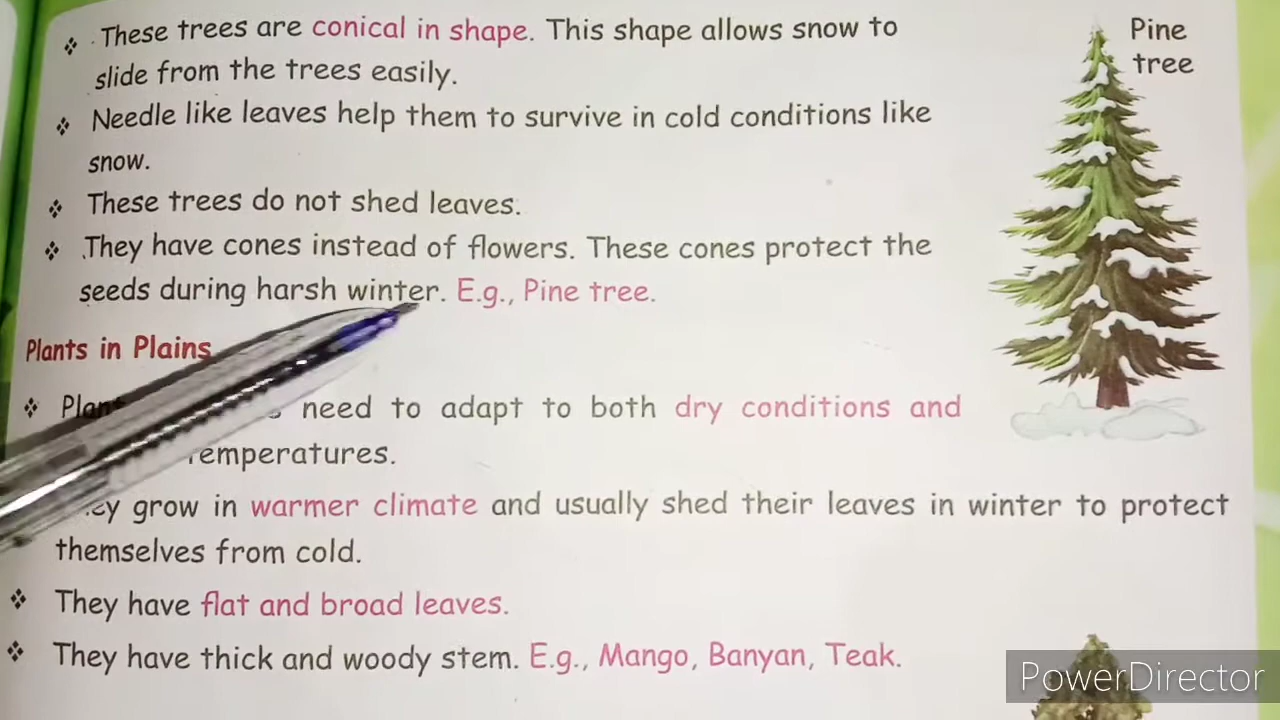 These trees are conical in shape. This shape allows snow to
slide from the trees easily.
Needle like leaves help them to survive in cold conditions like
snow.
These trees do not shed leaves.
They have cones instead of flowers. These cones protect the
seeds during harsh winter. E.g., Pine tree.
Pine
tree
Plants in Plains
need to adapt to both dry conditions and
temperatures.
grow in warmer climate and usually shed their leaves in winter to protect
themselves from cold.
They have flat and broad leaves.
They have thick and woody stem. E.g., Mango, Banyan, Teak.
PowerDirector